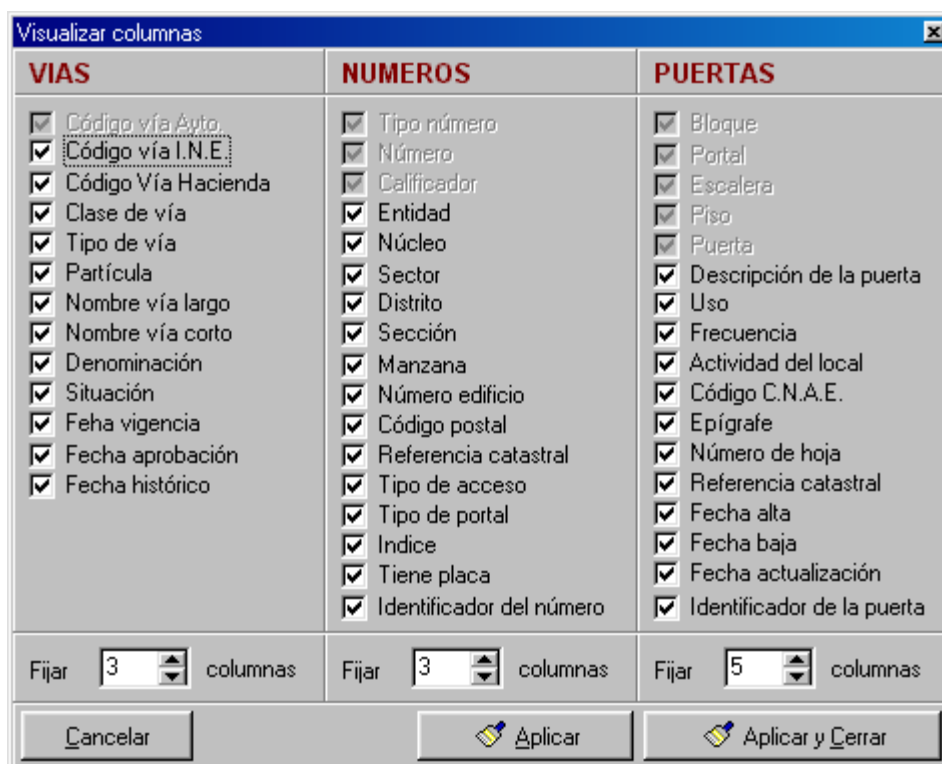 Visualizar columnas
VIAS
Código vía Ayto.
Código vía I.N.E.
Código Vía Hacienda
Clase de vía
Tipo de vía
Partícula
Nombre vía largo
Nombre vía corto
Denominación
Situación
Feha vigencia
Fecha aprobación
Fecha histórico
Fijar 3 columnas
NUMEROS
Tipo número
Número
Calificador
Entidad
Núcleo
Sector
Distrito
Sección
Manzana
Número edificio
Código postal
Referencia catastral
Tipo de acceso
Tipo de portal
Indice
Tiene placa
Identificador del número
Fijar 3 columnas
PUERTAS
Bloque
Portal
Escalera
Piso
Puerta
Descripción de la puerta
Uso
Frecuencia
Actividad del local
Código C.N.A.E.
Epígrafe
Número de hoja
Referencia catastral
Fecha alta
Fecha baja
Fecha actualización
Identificador de la puerta
Fijar 5 columnas
Cancelar
Aplicar
Aplicar y Cerrar